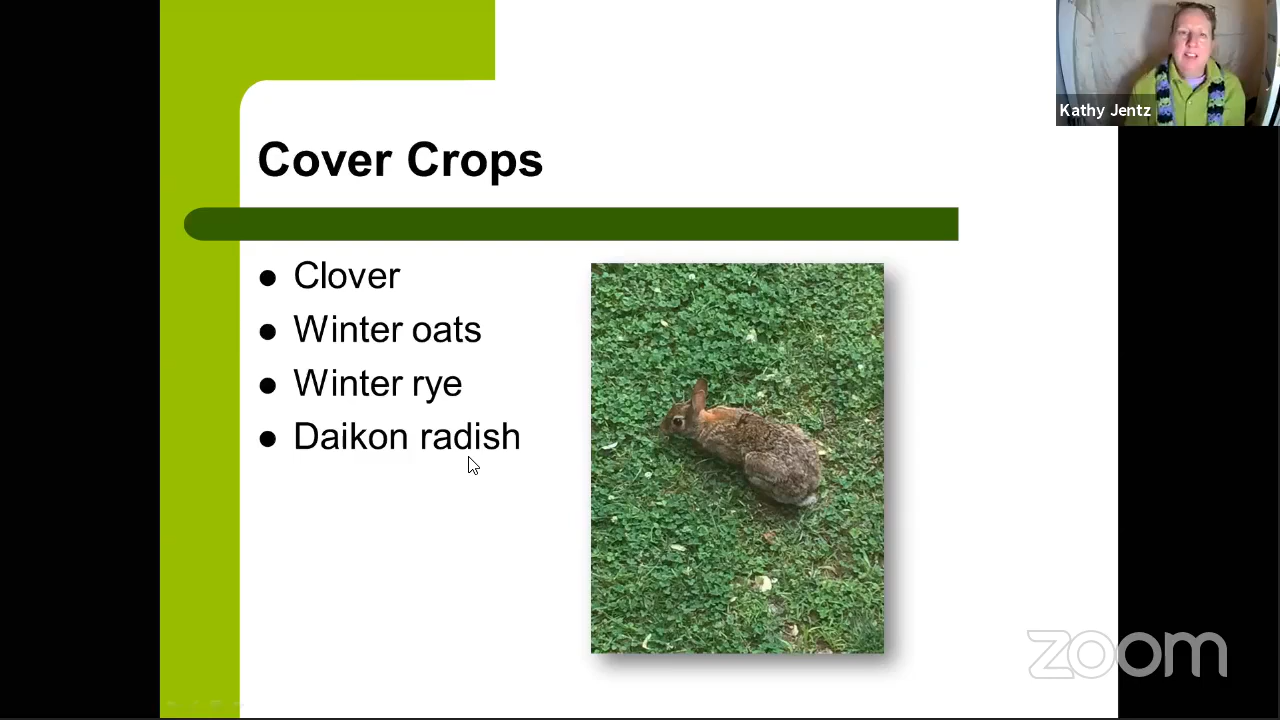 Kathy Jentz
Cover Crops
Clover
Winter oats
Winter rye
Daikon radish
zoom